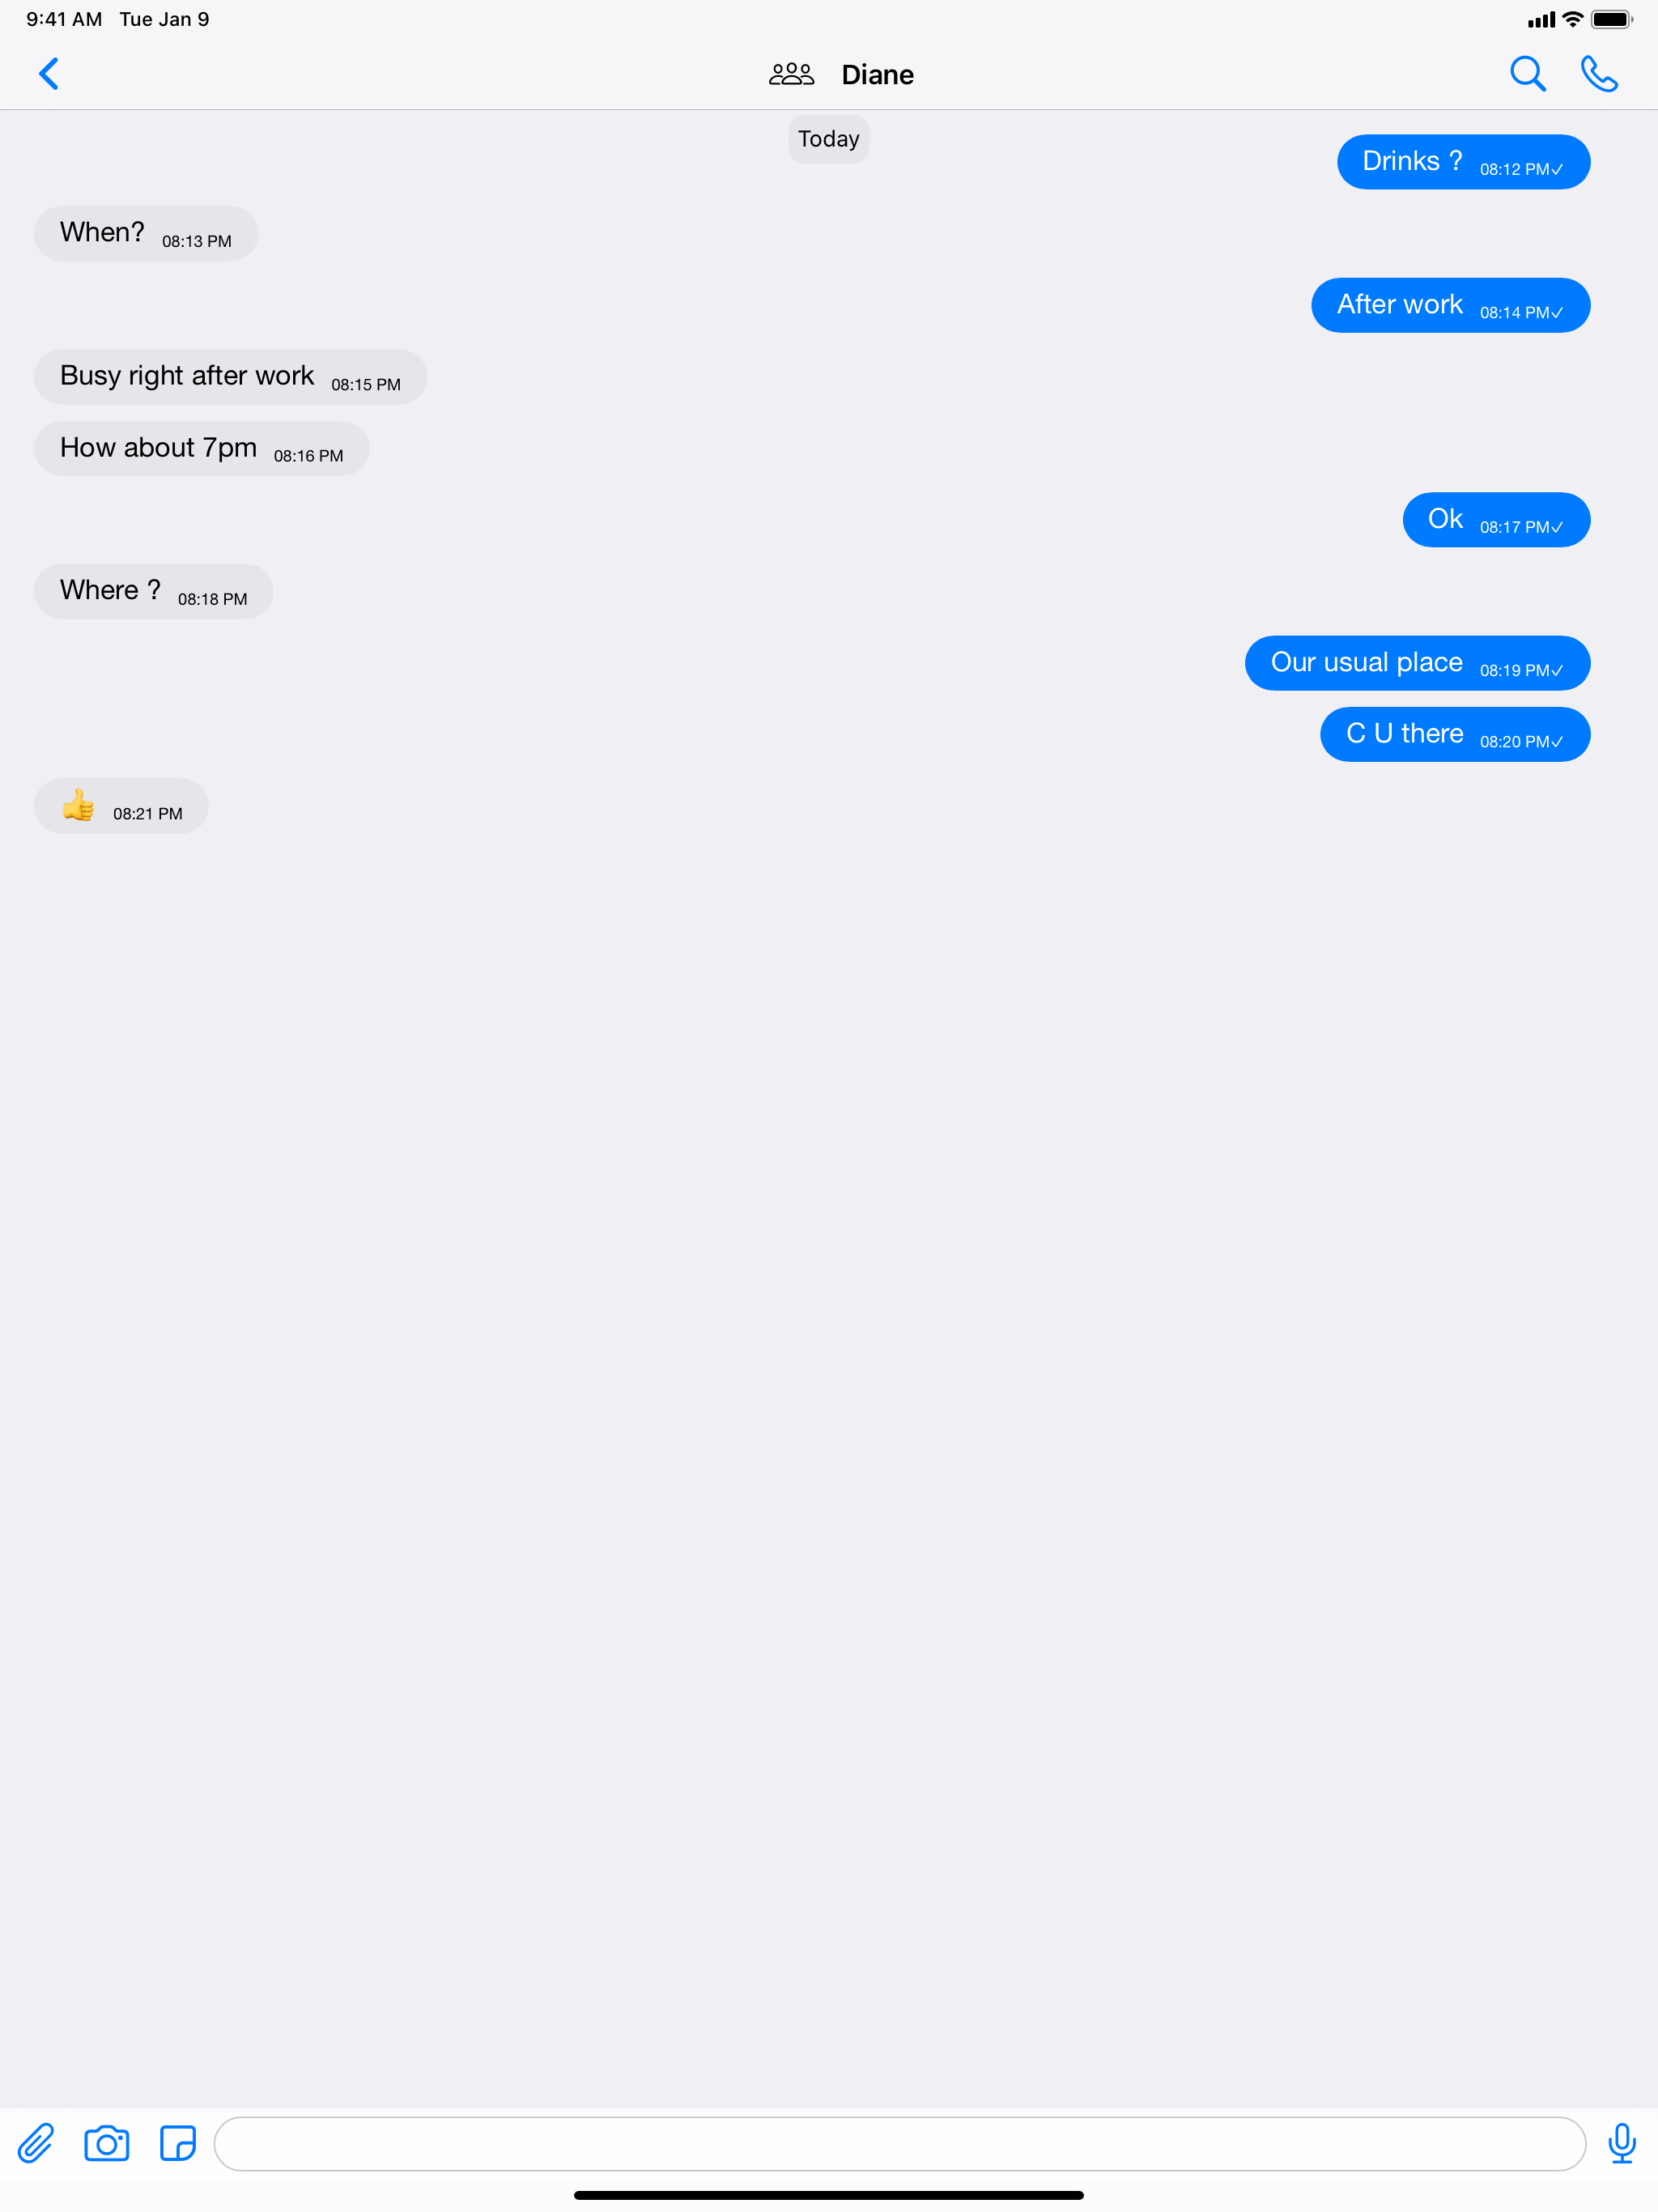 9:41 AM Tue Jan 9
Diane
Today
Drinks ? 08:12 PM✓
When? 08:13 PM
After work 08:14 PM✓
Busy right after work 08:15 PM
How about 7pm 08:16 PM
Ok 08:17 PM✓
Where ? 08:18 PM
Our usual place 08:19 PM✓
C U there 08:20 PM✓
👍 08:21 PM